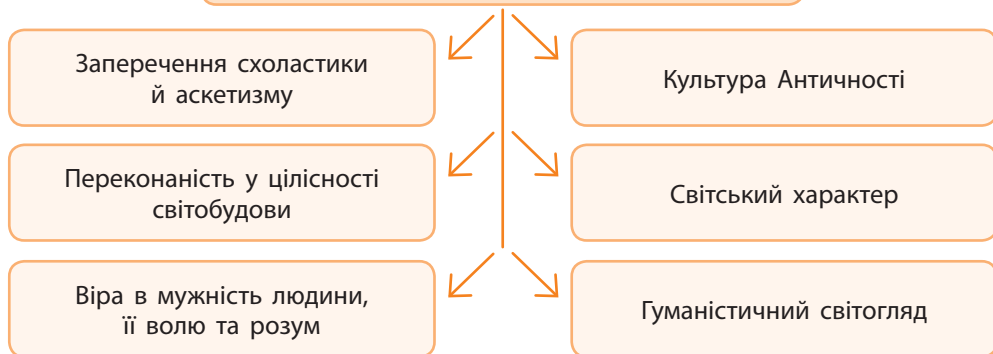 Заперечення схоластики
й аскетизму
Культура Античності
Переконаність у цілісності
світобудови
Світський характер
Віра в мужність людини,
її волю та розум
Гуманістичний світогляд